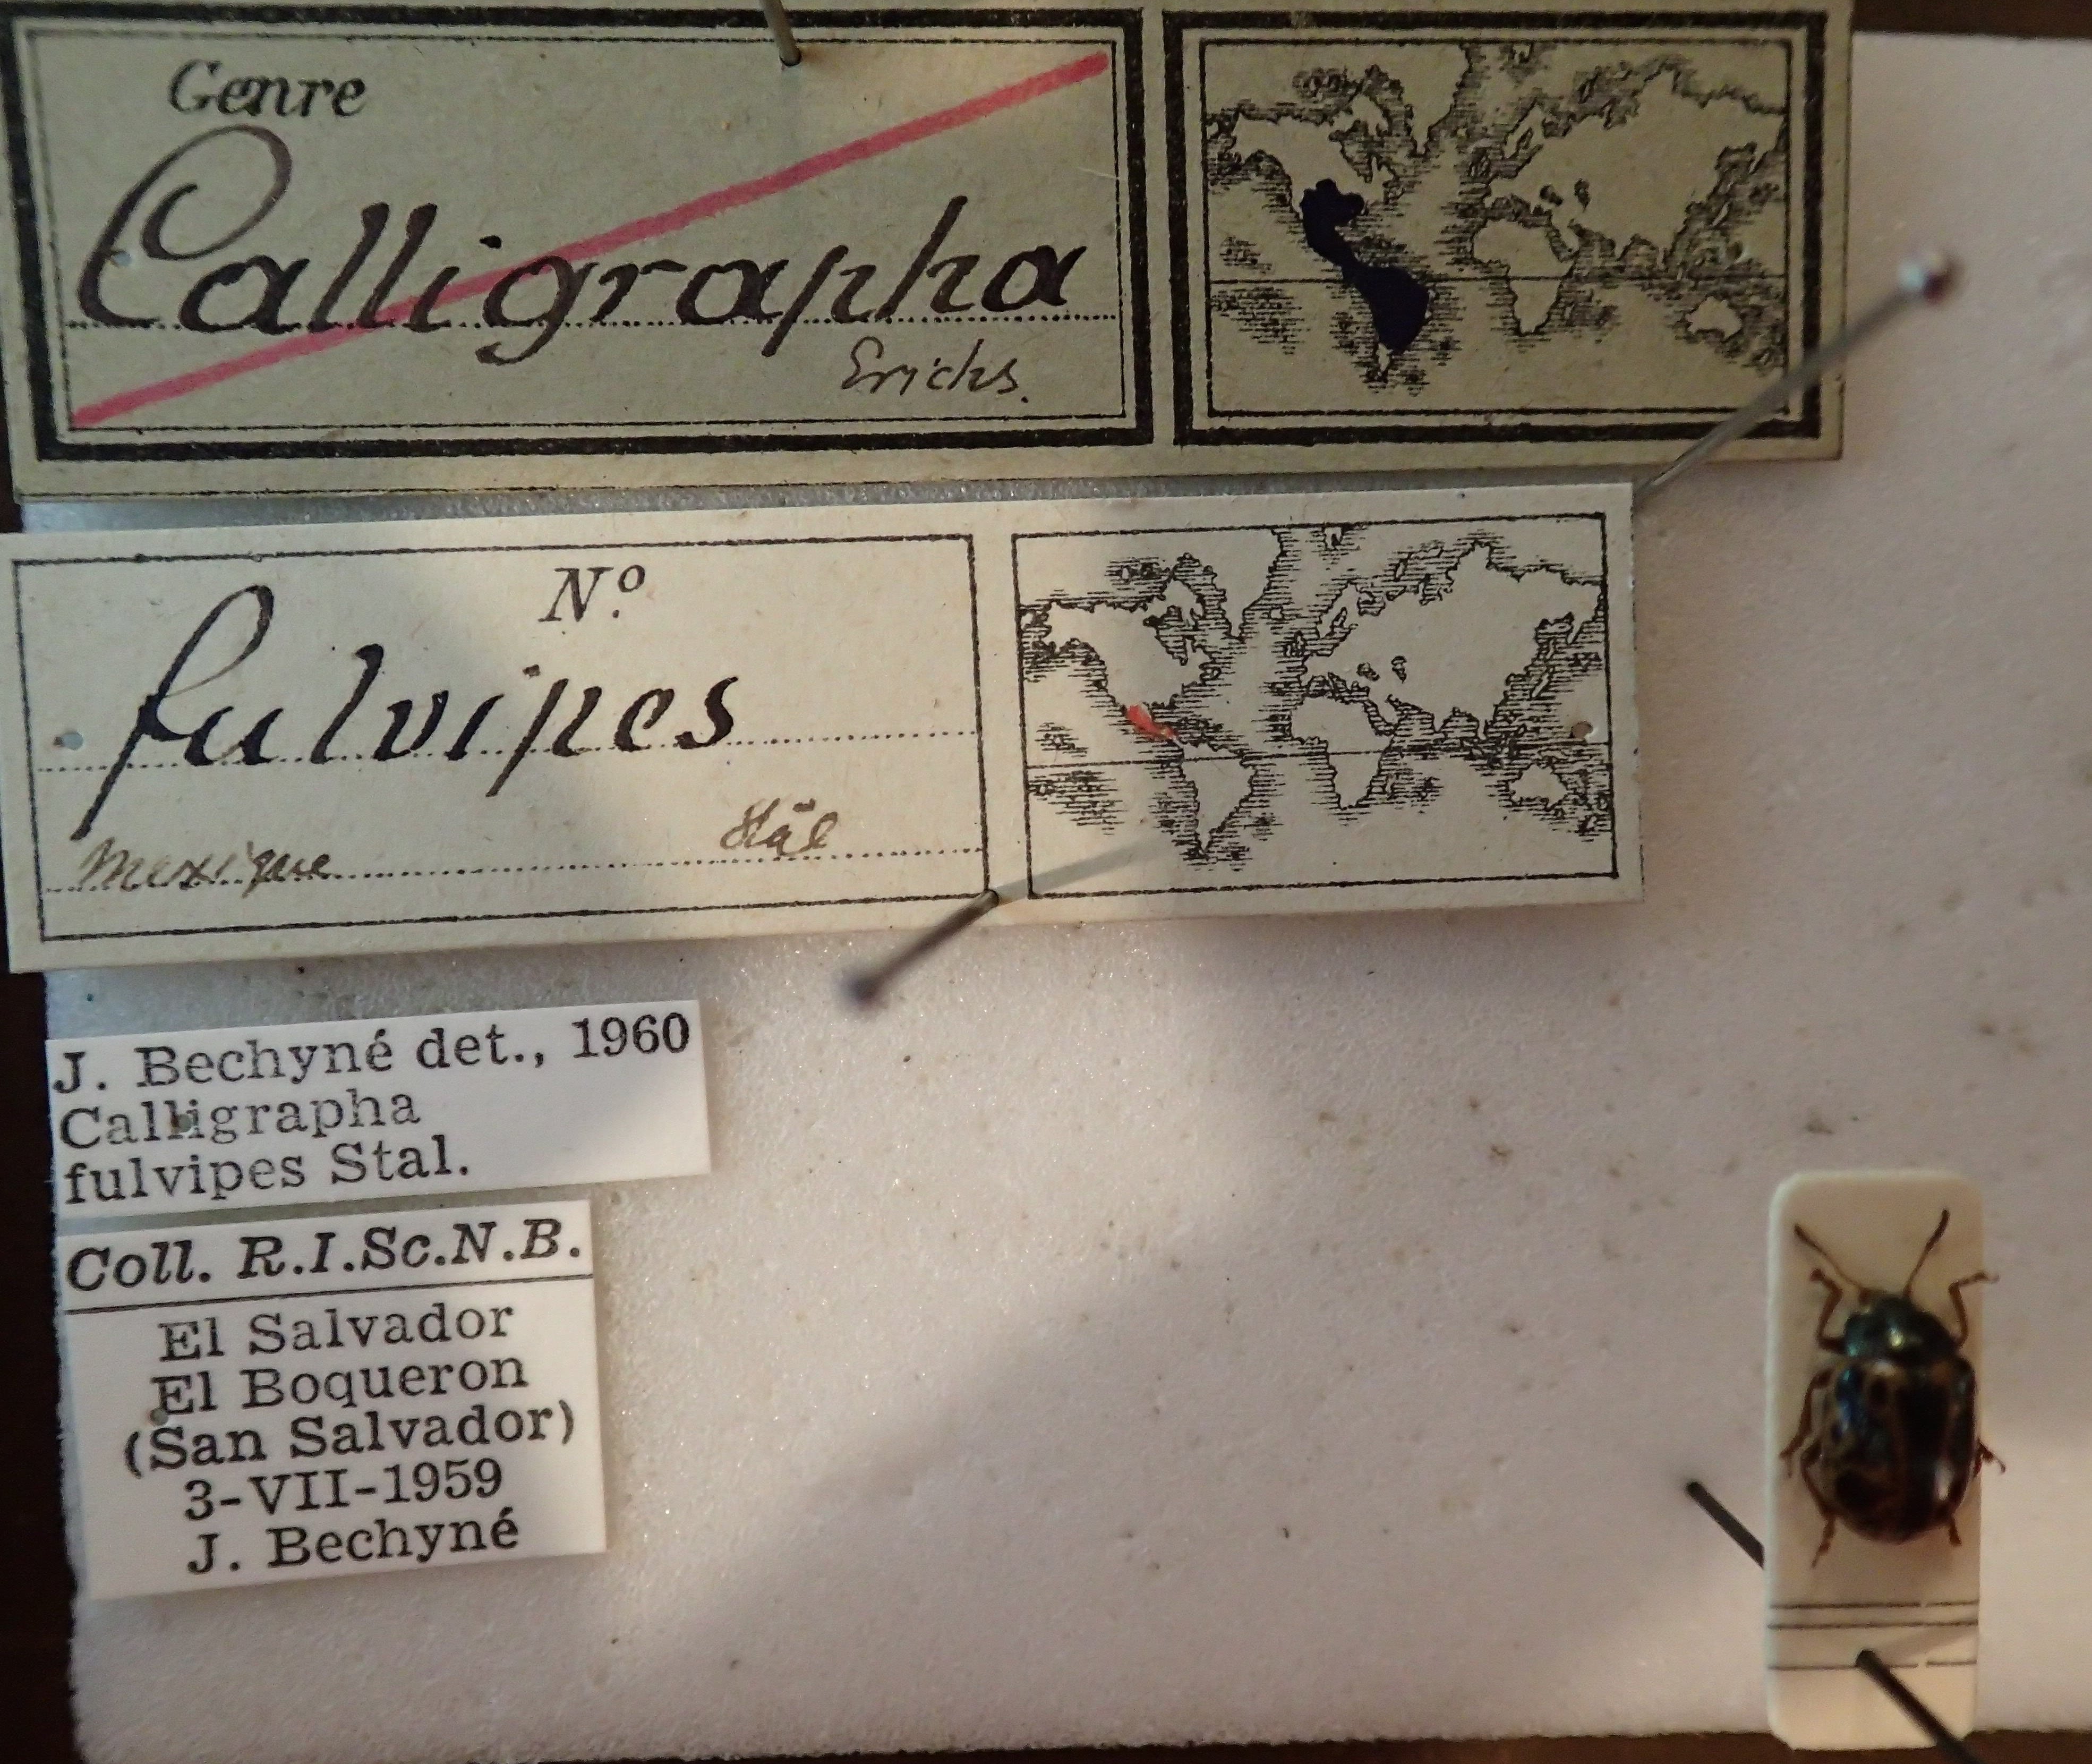 Genre
Calligrapha
Erichs.
Nº.
fulvipes
Stål
Mexique
J. Bechyné det., 1960
Calligrapha
fulvipes Stal.
Coll. R.I.Sc.N.B.
El Salvador
El Boqueron
(San Salvador)
3-VII-1959
J. Bechyné